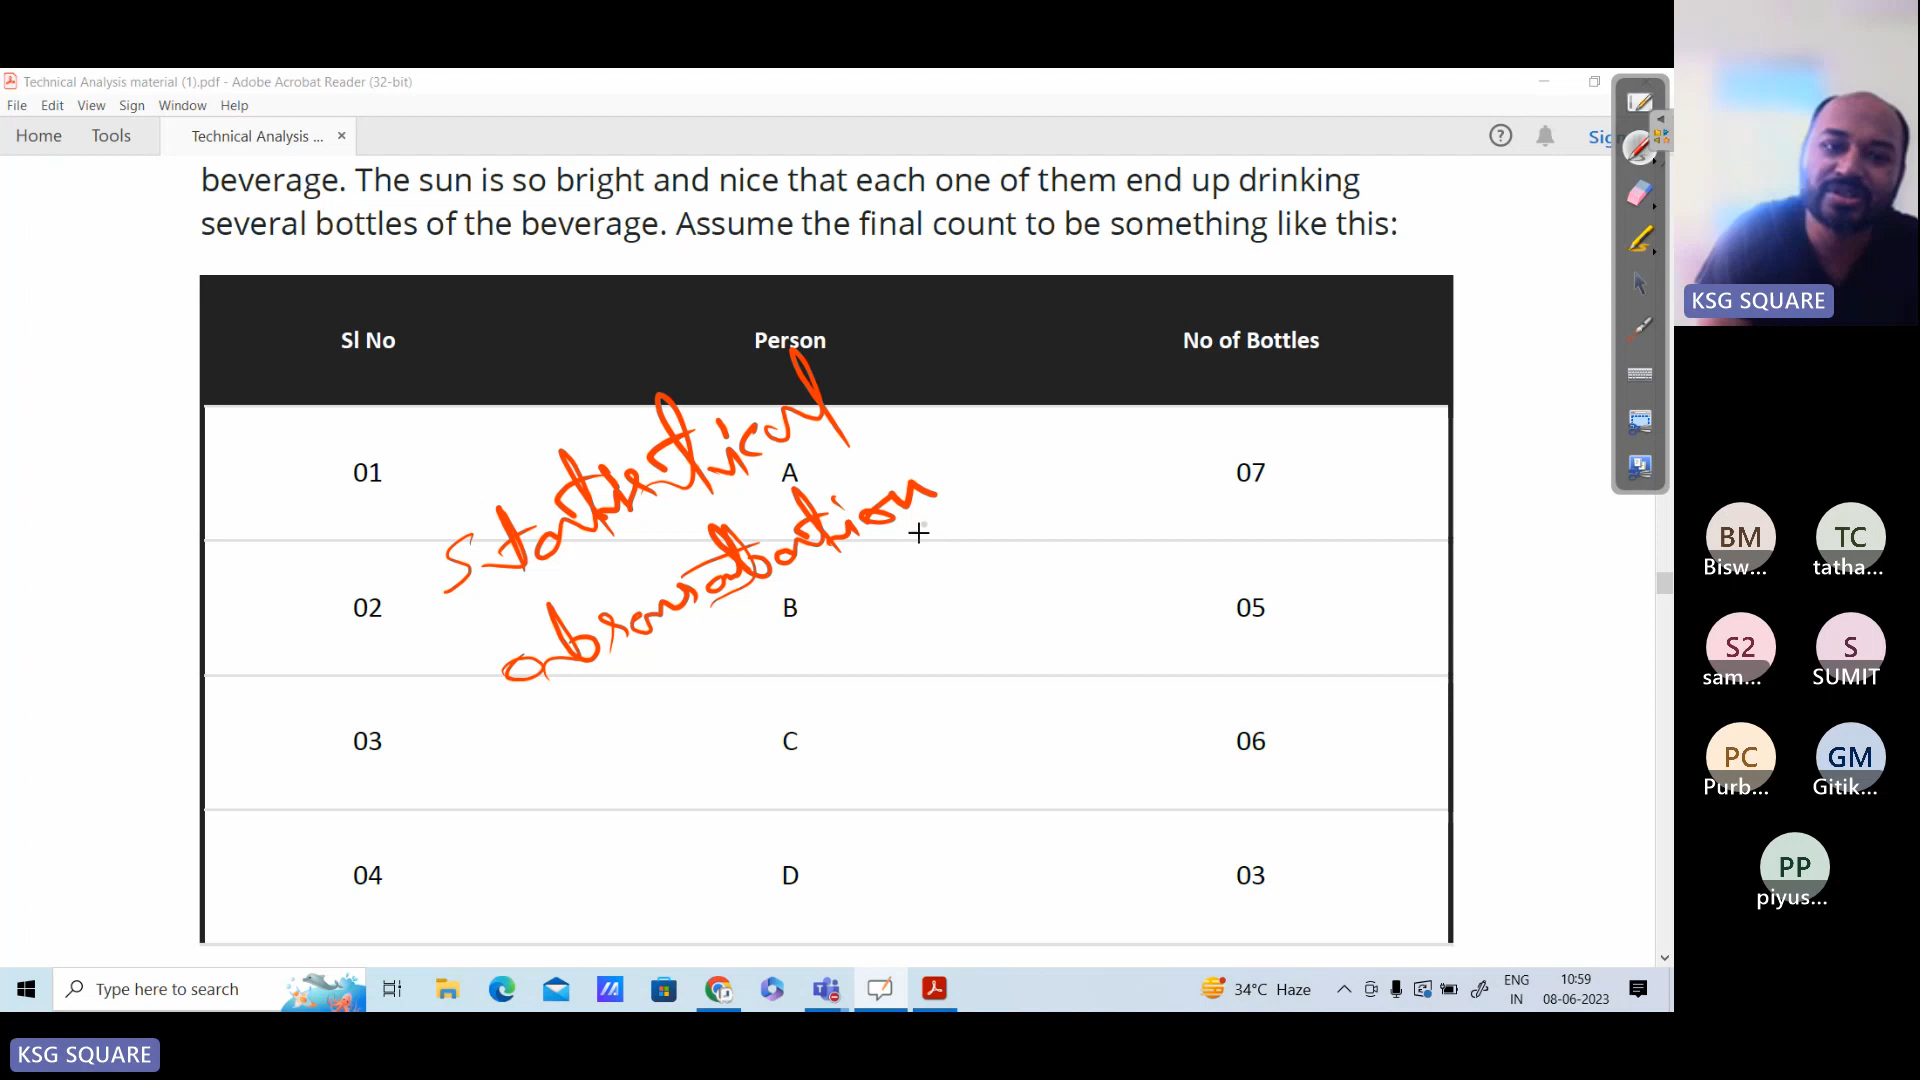 Technical Analysis material (1).pdf - Adobe Acrobat Reader (32-bit)
File Edit View Sign Window Help
Home Tools Technical Analysis ... ×
beverage. The sun is so bright and nice that each one of them end up drinking
several bottles of the beverage. Assume the final count to be something like this:
Sl No Person No of Bottles
01 A 07
02 B 05
03 C 06
04 D 03
KSG SQUARE
BM TC
Bisw... tatha...
S2 S
sam... SUMIT
PC GM
Purb... Gitik...
PP
piyus...
Type here to search
34°C Haze
ENG
IN
10:59
08-06-2023
KSG SQUARE